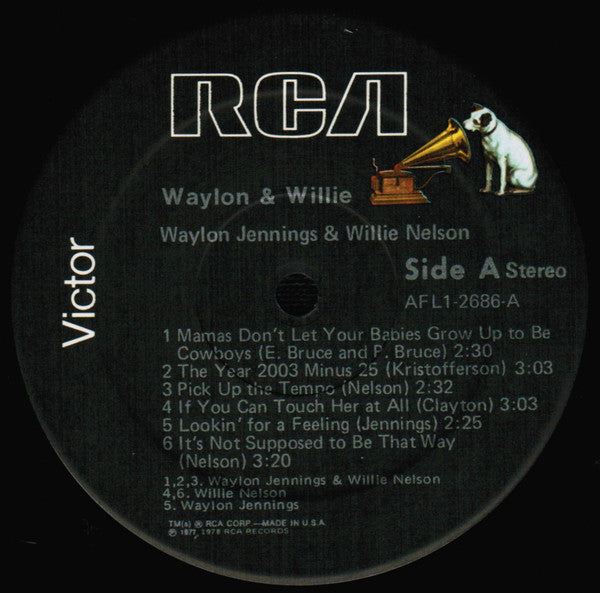 RCA
Waylon & Willie
Waylon Jennings & Willie Nelson
Victor
Side A Stereo
AFL1-2686-A
1 Mamas Don't Let Your Babies Grow Up to Be
Cowboys (E. Bruce and P. Bruce) 2:30
2 The Year 2003 Minus 25 (Kristofferson) 3:03
3 Pick Up the Tempo (Nelson) 2:32
4 If You Can Touch Her at All (Clayton) 3:03
5 Lookin' for a Feeling (Jennings) 2:25
6 It's Not Supposed to Be That Way
(Nelson) 3:20
1,2,3. Waylon Jennings & Willie Nelson
4,6. Willie Nelson
5. Waylon Jennings
TM(s) ® RCA CORP.—MADE IN U.S.A.
℗ 1977, 1978 RCA RECORDS